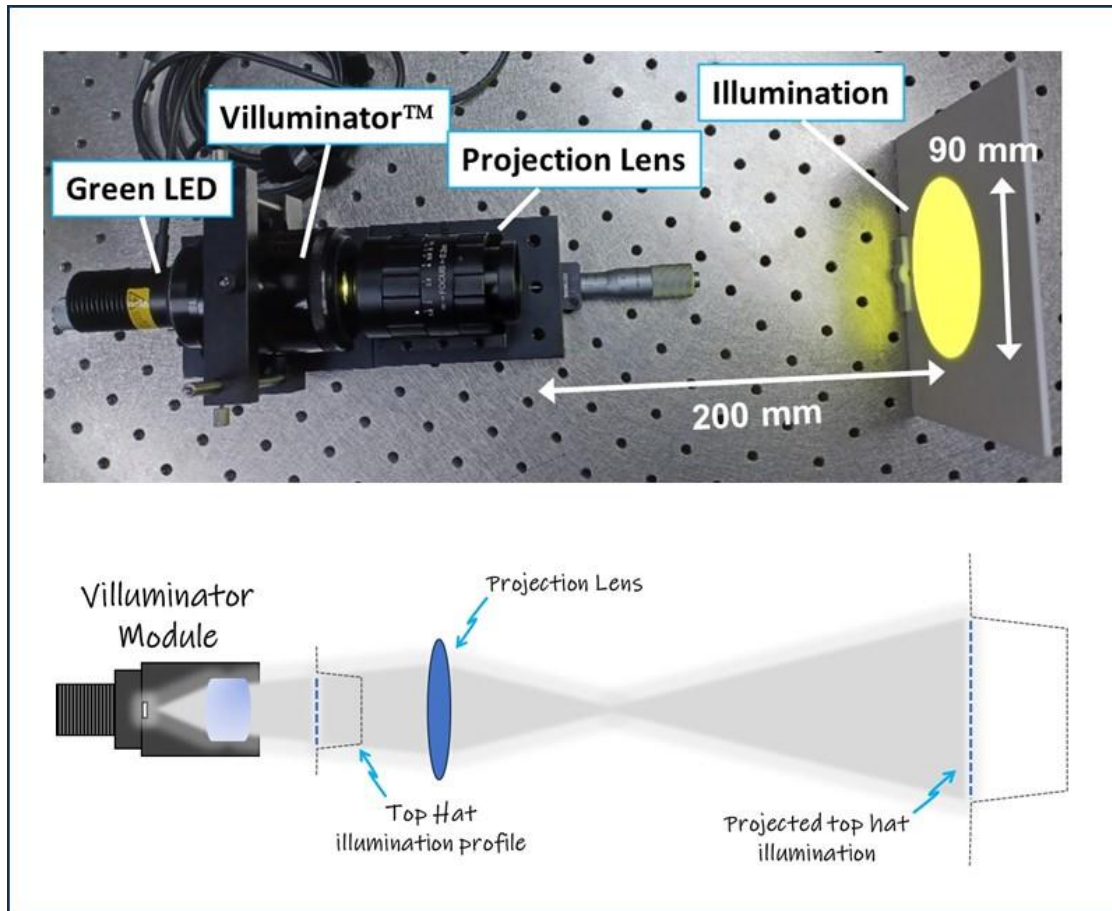 Green LED
Villuminator™
Projection Lens
Illumination
90 mm
200 mm
Villuminator
Module
Projection Lens
Top Hat
illumination profile
Projected top hat
illumination